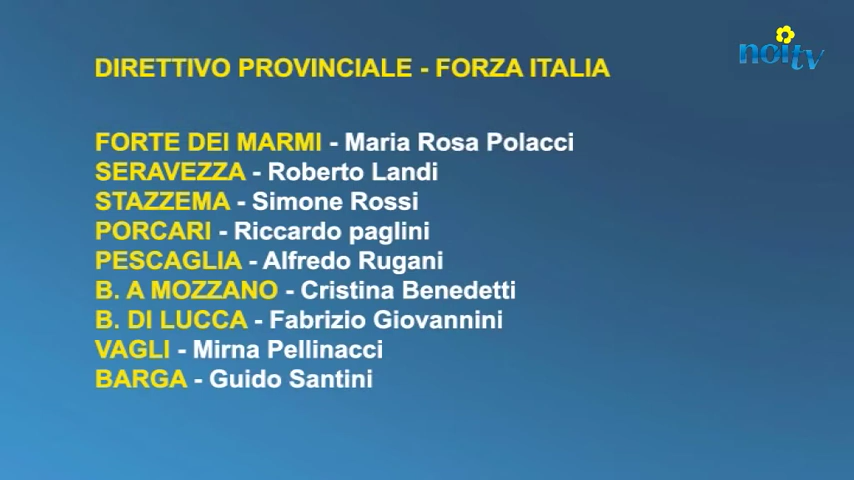 DIRETTIVO PROVINCIALE - FORZA ITALIA
noitv
FORTE DEI MARMI - Maria Rosa Polacci
SERAVEZZA - Roberto Landi
STAZZEMA - Simone Rossi
PORCARI - Riccardo paglini
PESCAGLIA - Alfredo Rugani
B. A MOZZANO - Cristina Benedetti
B. DI LUCCA - Fabrizio Giovannini
VAGLI - Mirna Pellinacci
BARGA - Guido Santini